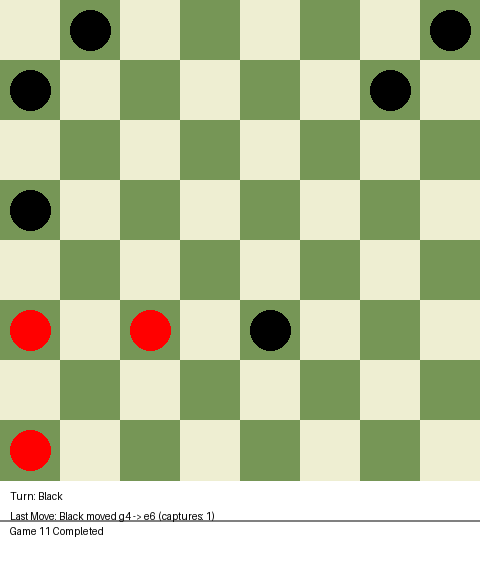 Turn: Black
Last Move: Black moved g4 -> e6 (captures: 1)
Game 11 Completed